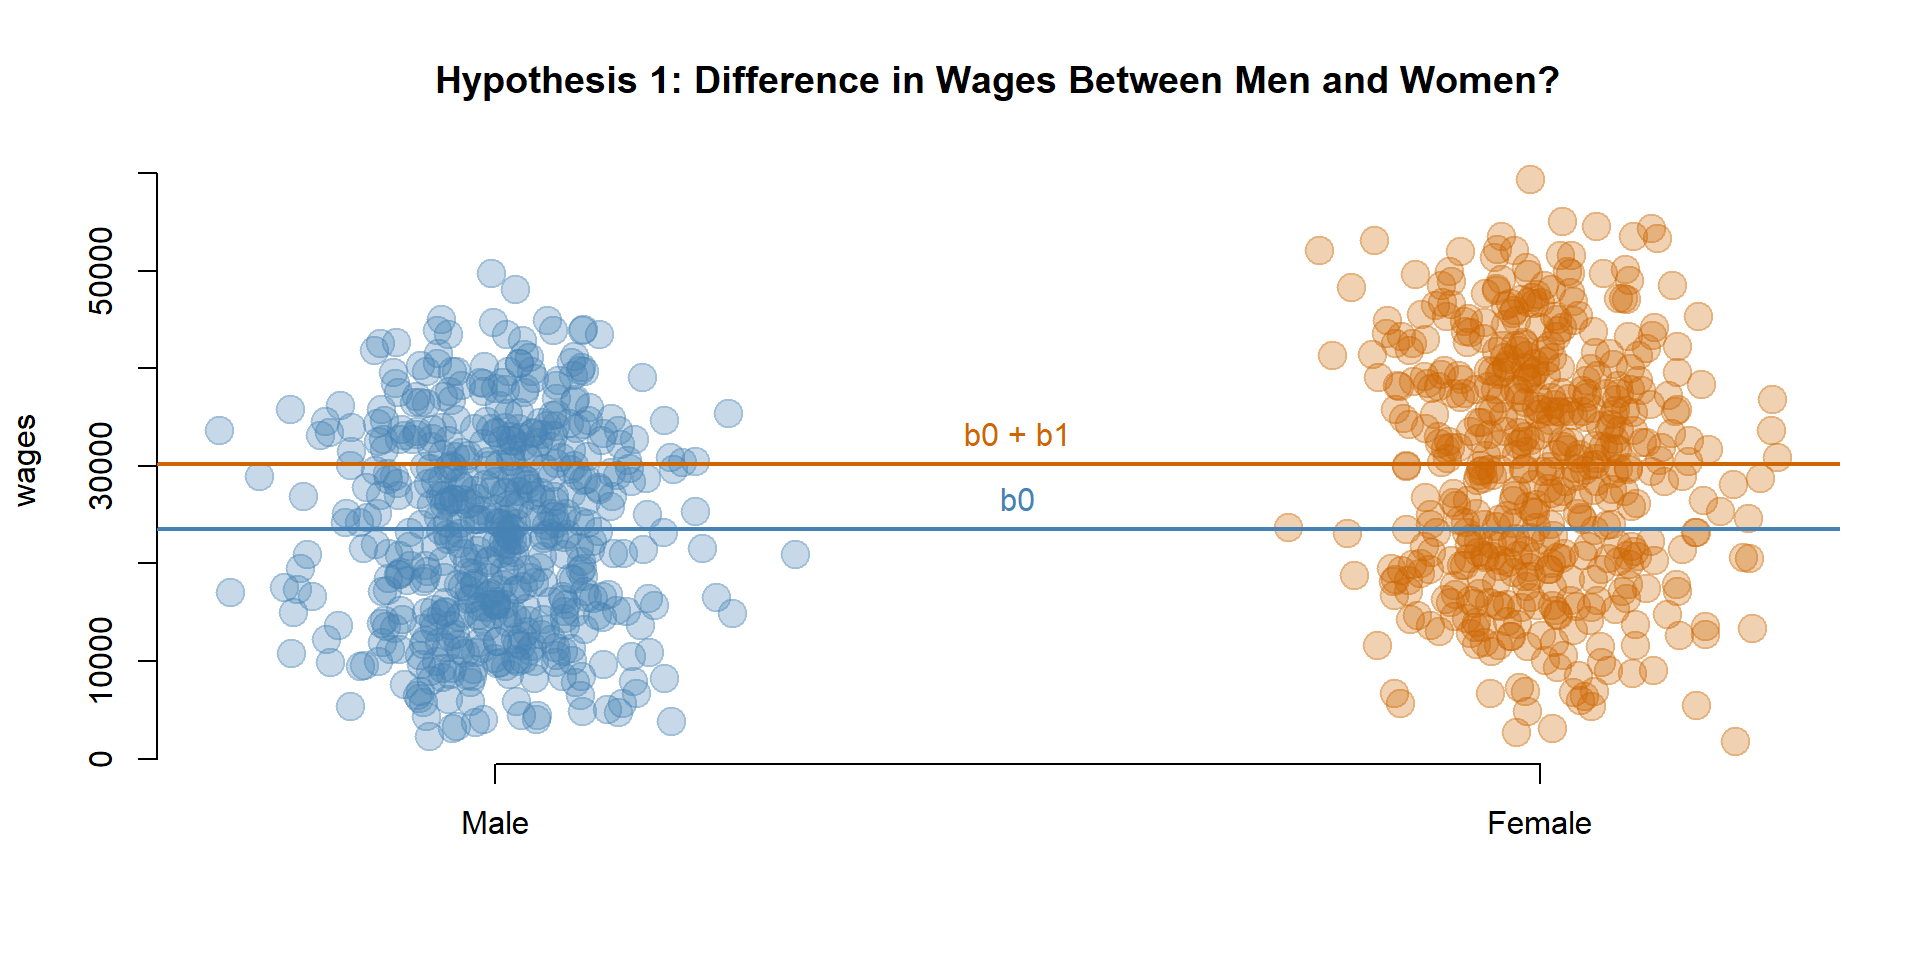 Hypothesis 1: Difference in Wages Between Men and Women?
wages
50000
30000
10000
0
b0 + b1
b0
Male
Female